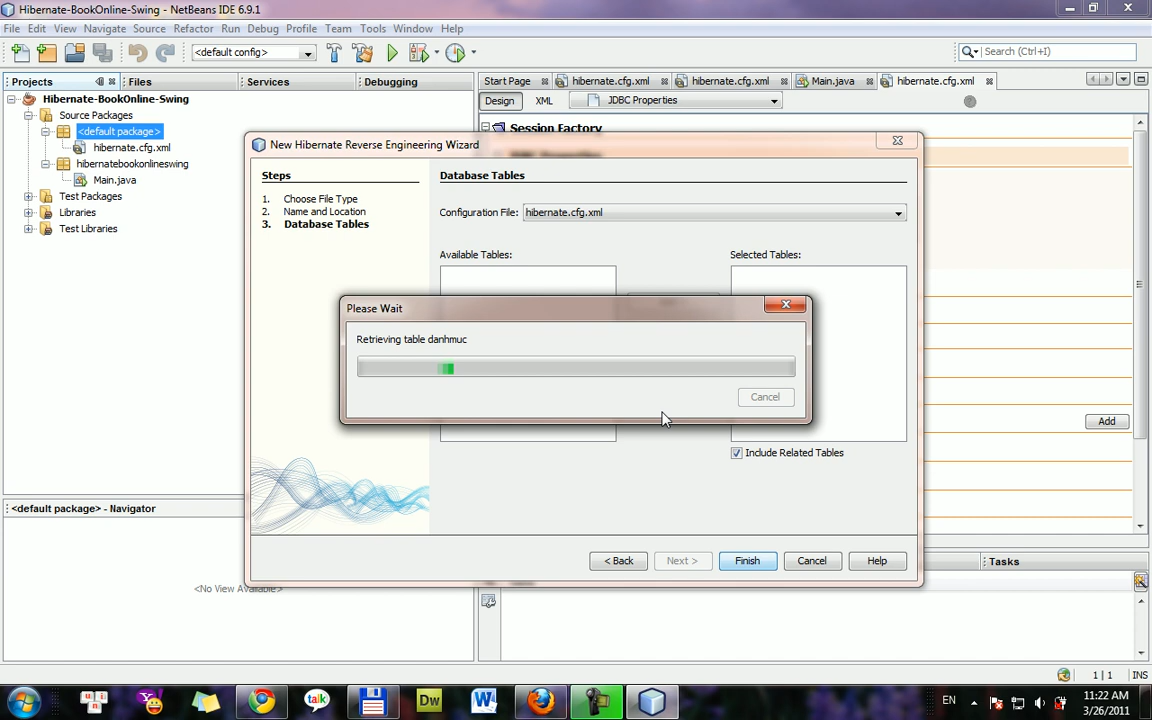 Hibernate-BookOnline-Swing - NetBeans IDE 6.9.1
File Edit View Navigate Source Refactor Run Debug Profile Team Tools Window Help
<default config>
Search (Ctrl+I)
Projects Files Services Debugging
Start Page hibernate.cfg.xml hibernate.cfg.xml Main.java hibernate.cfg.xml
Design XML JDBC Properties
Hibernate-BookOnline-Swing
Source Packages
<default package>
hibernate.cfg.xml
hibernatebookonlineswing
Main.java
Test Packages
Libraries
Test Libraries
Session Factory
New Hibernate Reverse Engineering Wizard
Steps
1. Choose File Type
2. Name and Location
3. Database Tables
Database Tables
Configuration File: hibernate.cfg.xml
Available Tables: Selected Tables:
Please Wait
Retrieving table danhmuc
Cancel
Include Related Tables
Add
< Back Next > Finish Cancel Help
<default package> - Navigator
<No View Available>
Tasks
1 | 1 INS
talk
Dw
W
EN
11:22 AM
3/26/2011